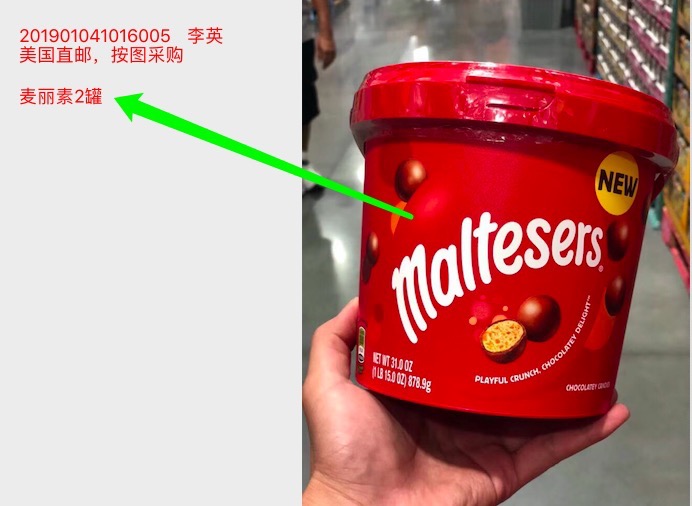 201901041016005 李英
美国直邮，按图采购
麦丽素2罐
NEW
Maltesers
NET WT 31.0 OZ
(1 LB 15.0 OZ) 878.9g
PLAYFUL CRUNCH, CHOCOLATEY DELIGHT™
CHOCOLATEY